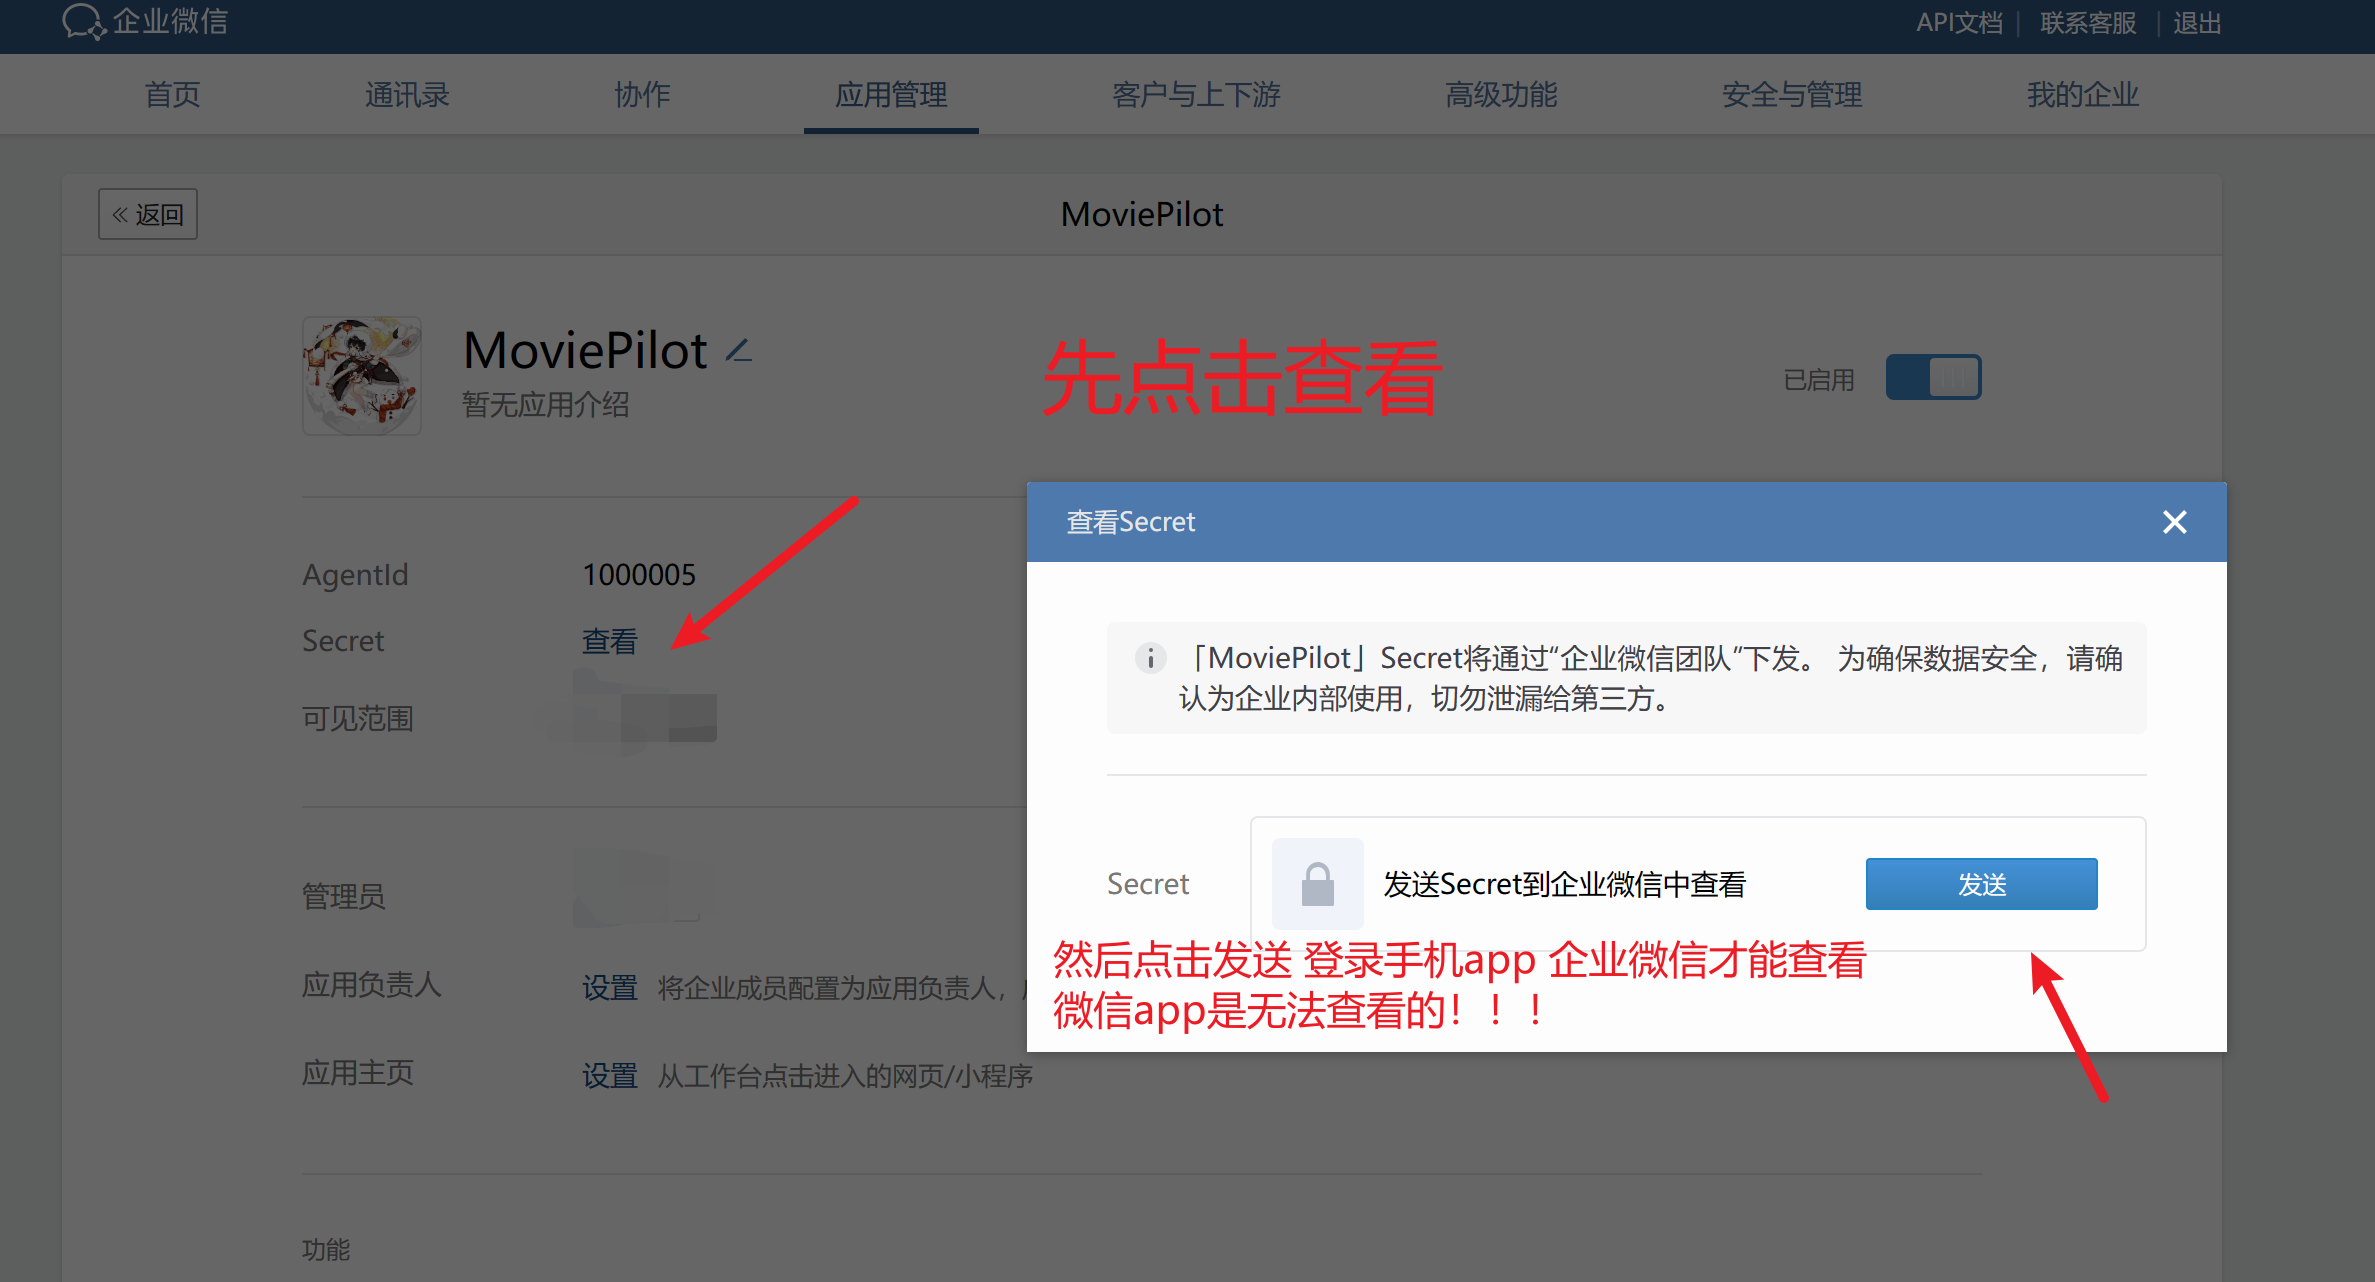 企业微信
API文档 | 联系客服 | 退出
首页 通讯录 协作 应用管理 客户与上下游 高级功能 安全与管理 我的企业
« 返回
MoviePilot
MoviePilot
暂无应用介绍
先点击查看
已启用
AgentId 1000005
Secret 查看
可见范围
管理员
应用负责人 设置 将企业成员配置为应用负责人，
应用主页 设置 从工作台点击进入的网页/小程序
功能
查看Secret
「MoviePilot」Secret将通过“企业微信团队”下发。 为确保数据安全，请确
认为企业内部使用，切勿泄漏给第三方。
Secret 发送Secret到企业微信中查看 发送
然后点击发送 登录手机app 企业微信才能查看
微信app是无法查看的！！！